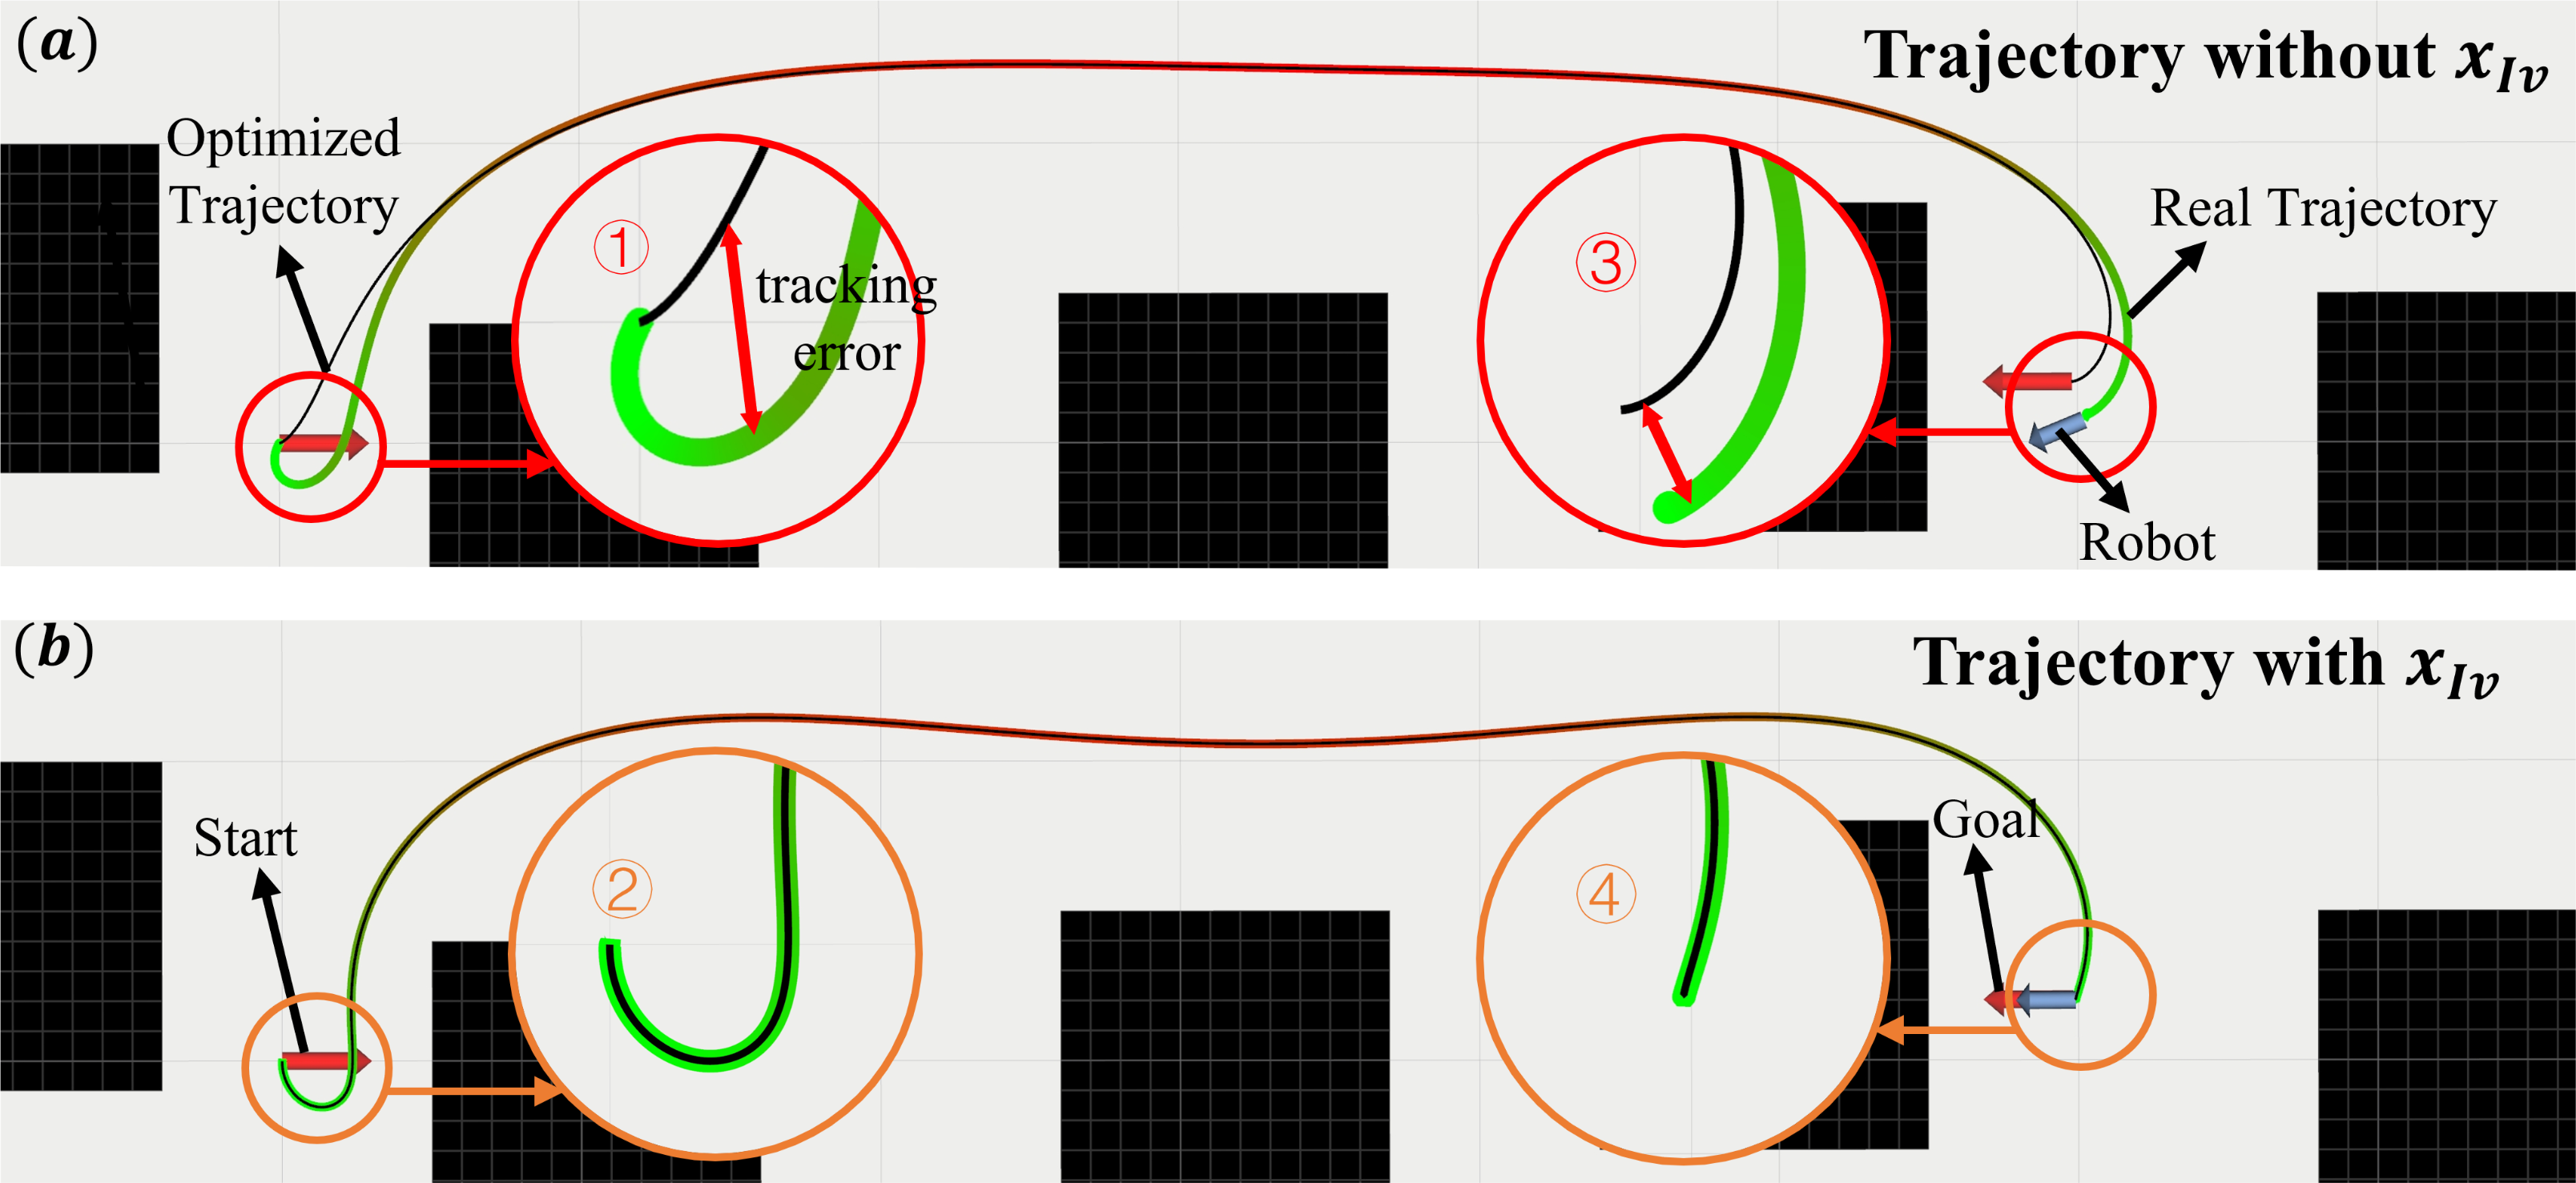 (a)
Trajectory without x_{Iv}
Optimized
Trajectory
①
tracking
error
③
Real Trajectory
Robot
(b)
Trajectory with x_{Iv}
Start
②
④
Goal